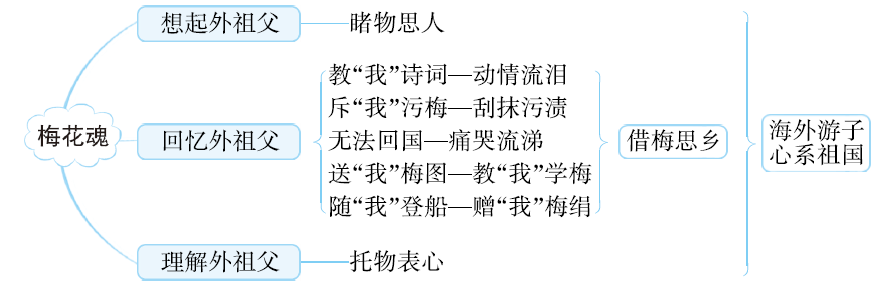 梅花魂
想起外祖父
睹物思人
回忆外祖父
教“我”诗词—动情流泪
斥“我”污梅—刮抹污渍
无法回国—痛哭流涕
送“我”梅图—教“我”学梅
随“我”登船—赠“我”梅绢
借梅思乡
理解外祖父
托物表心
海外游子
心系祖国